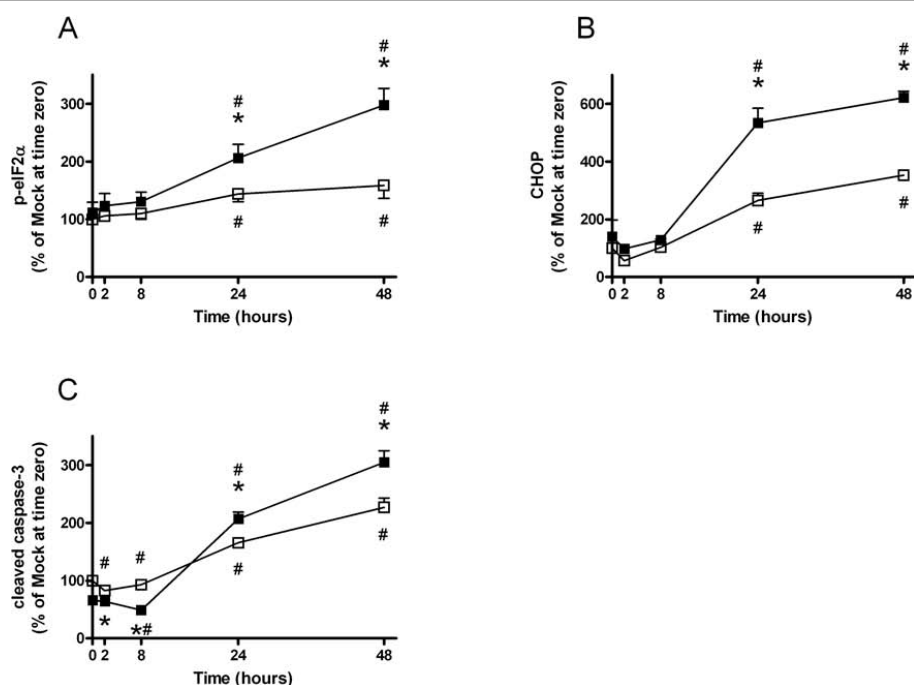 A
#
*
#
*
#
#
300
200
100
0
p-eIF2α
(% of Mock at time zero)
0 2 8 24 48
Time (hours)
B
#
*
#
*
#
#
600
400
200
0
CHOP
(% of Mock at time zero)
0 2 8 24 48
Time (hours)
C
#
*
#
*
#
#
#
#
*
*#
300
200
100
0
cleaved caspase-3
(% of Mock at time zero)
0 2 8 24 48
Time (hours)